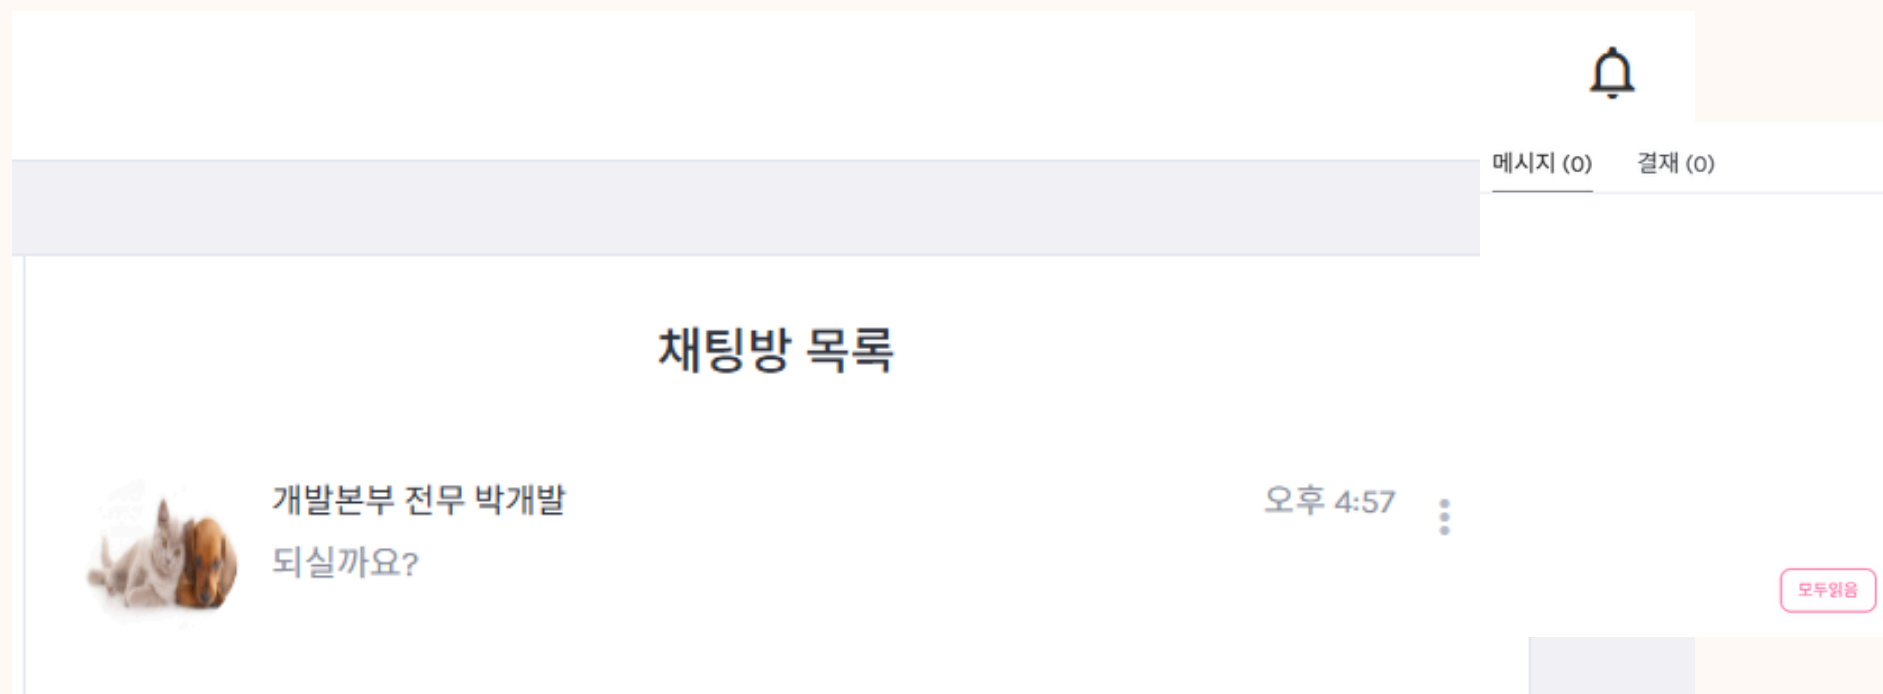 메시지 (0)
결재 (0)
채팅방 목록
개발본부 전무 박개발
오후 4:57
되실까요?
모두읽음